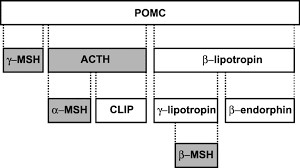 POMC
γ-MSH ACTH β-lipotropin
α-MSH CLIP γ-lipotropin β-endorphin
β-MSH